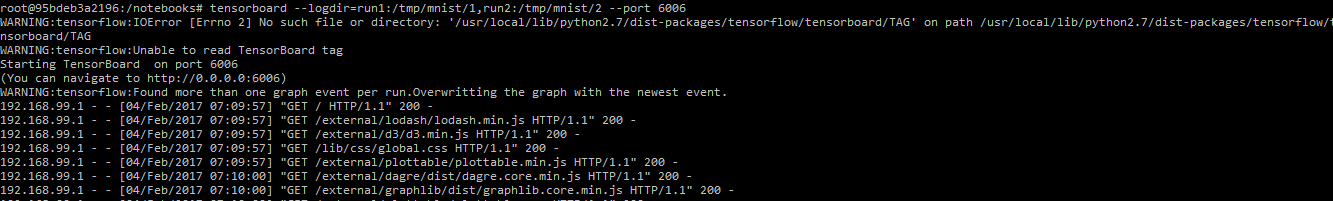 root@95bdeb3a2196:/notebooks# tensorboard --logdir=run1:/tmp/mnist/1,run2:/tmp/mnist/2 --port 6006
WARNING:tensorflow:IOError [Errno 2] No such file or directory: '/usr/local/lib/python2.7/dist-packages/tensorflow/tensorboard/TAG' on path /usr/local/lib/python2.7/dist-packages/tensorflow/t
nsorboard/TAG
WARNING:tensorflow:Unable to read TensorBoard tag
Starting TensorBoard  on port 6006
(You can navigate to http://0.0.0.0:6006)
WARNING:tensorflow:Found more than one graph event per run.Overwritting the graph with the newest event.
192.168.99.1 - - [04/Feb/2017 07:09:57] "GET / HTTP/1.1" 200 -
192.168.99.1 - - [04/Feb/2017 07:09:57] "GET /external/lodash/lodash.min.js HTTP/1.1" 200 -
192.168.99.1 - - [04/Feb/2017 07:09:57] "GET /external/d3/d3.min.js HTTP/1.1" 200 -
192.168.99.1 - - [04/Feb/2017 07:09:57] "GET /lib/css/global.css HTTP/1.1" 200 -
192.168.99.1 - - [04/Feb/2017 07:09:57] "GET /external/plottable/plottable.min.js HTTP/1.1" 200 -
192.168.99.1 - - [04/Feb/2017 07:10:00] "GET /external/dagre/dist/dagre.core.min.js HTTP/1.1" 200 -
192.168.99.1 - - [04/Feb/2017 07:10:00] "GET /external/graphlib/dist/graphlib.core.min.js HTTP/1.1" 200 -